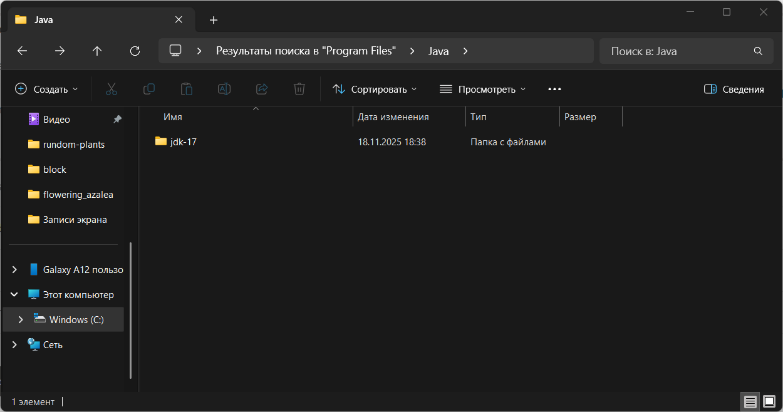 Java
Результаты поиска в "Program Files" Java
Поиск в: Java
Создать
Сортировать
Просмотреть
Сведения
Имя
Дата изменения
Тип
Размер
jdk-17
18.11.2025 18:38
Папка с файлами
Видео
rundom-plants
block
flowering_azalea
Записи экрана
Galaxy A12 пользо
Этот компьютер
Windows (C:)
Сеть
1 элемент